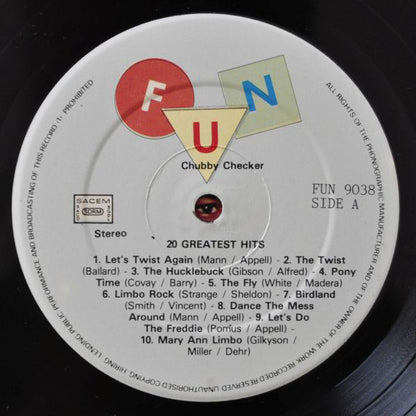 FUN
Chubby Checker
FUN 9038
SIDE A
SACEM
SDRM
Stereo
20 GREATEST HITS
1. Let's Twist Again (Mann / Appell) - 2. The Twist
(Ballard) - 3. The Hucklebuck (Gibson / Alfred) - 4. Pony
Time (Covay / Barry) - 5. The Fly (White / Madera)
6. Limbo Rock (Strange / Sheldon) - 7. Birdland
(Smith / Vincent) - 8. Dance The Mess
Around (Mann / Appell) - 9. Let's Do
The Freddie (Porrius / Appell) -
10. Mary Ann Limbo (Gilkyson /
Miller / Dehr)
ALL RIGHTS OF THE PHONOGRAPHIC MANUFACTURER AND OF THE OWNER OF THE WORK RECORDED RESERVED UNAUTHORISED COPYING HIRING, LENDING PUBLIC PERFORMANCE AND BROADCASTING OF THIS RECORD PROHIBITED